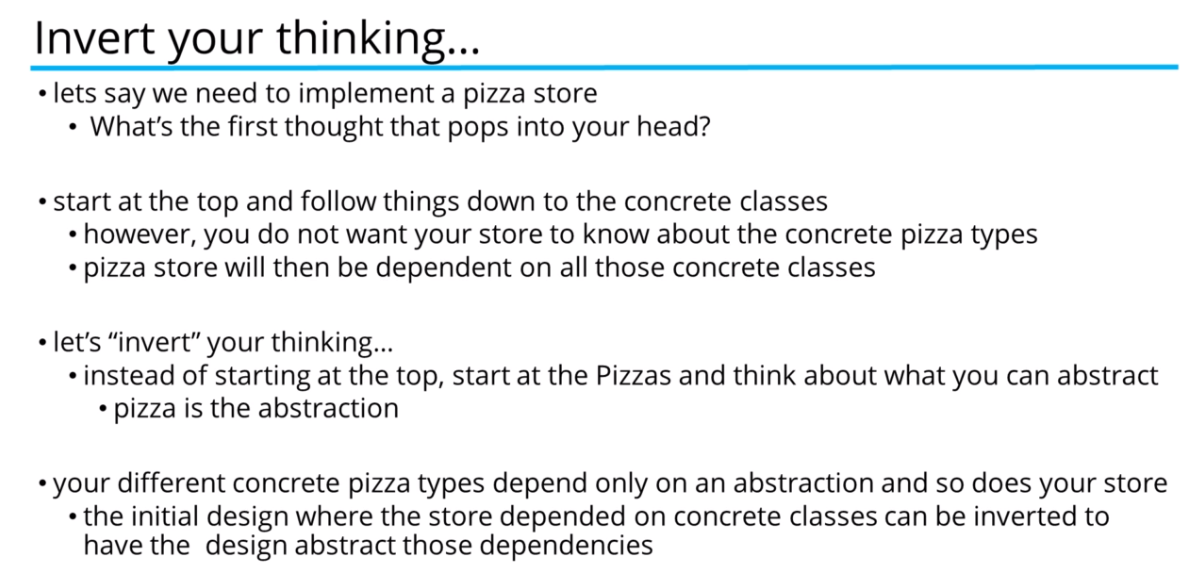 Invert your thinking...
• lets say we need to implement a pizza store
• What's the first thought that pops into your head?
• start at the top and follow things down to the concrete classes
• however, you do not want your store to know about the concrete pizza types
• pizza store will then be dependent on all those concrete classes
• let's “invert” your thinking...
• instead of starting at the top, start at the Pizzas and think about what you can abstract
• pizza is the abstraction
• your different concrete pizza types depend only on an abstraction and so does your store
• the initial design where the store depended on concrete classes can be inverted to
have the  design abstract those dependencies